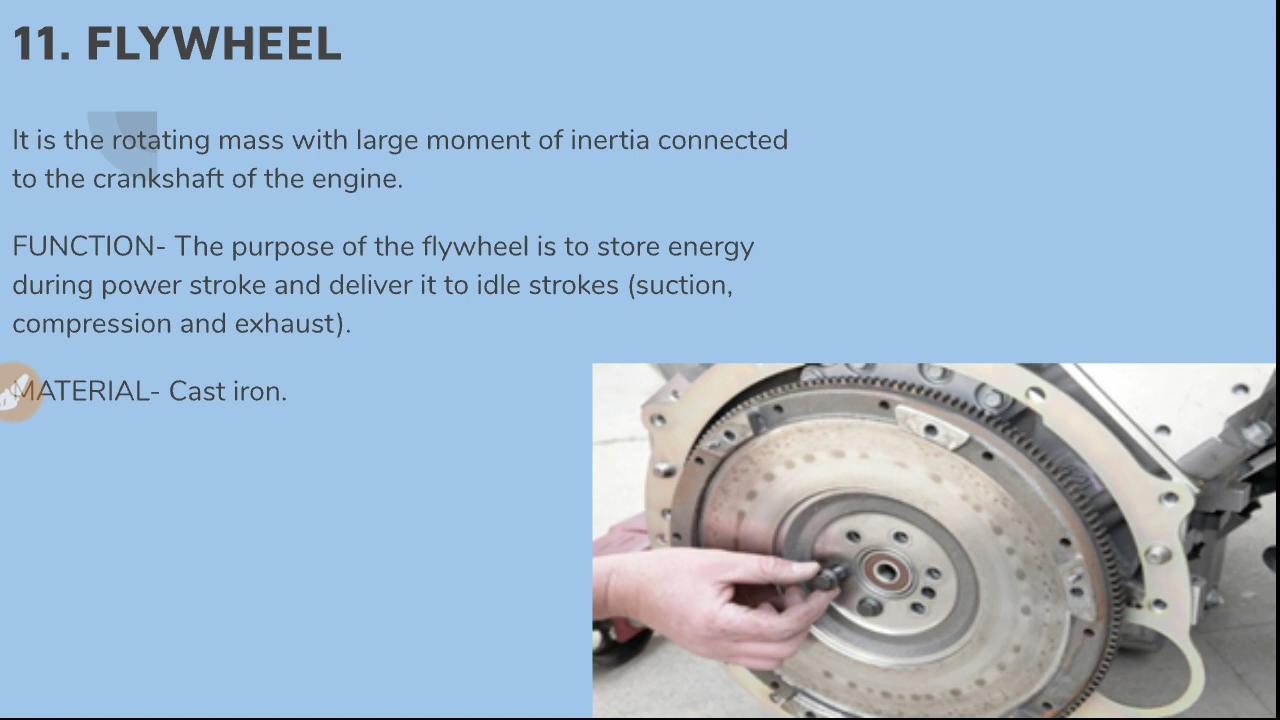 11. FLYWHEEL
It is the rotating mass with large moment of inertia connected
to the crankshaft of the engine.
FUNCTION- The purpose of the flywheel is to store energy
during power stroke and deliver it to idle strokes (suction,
compression and exhaust).
MATERIAL- Cast iron.